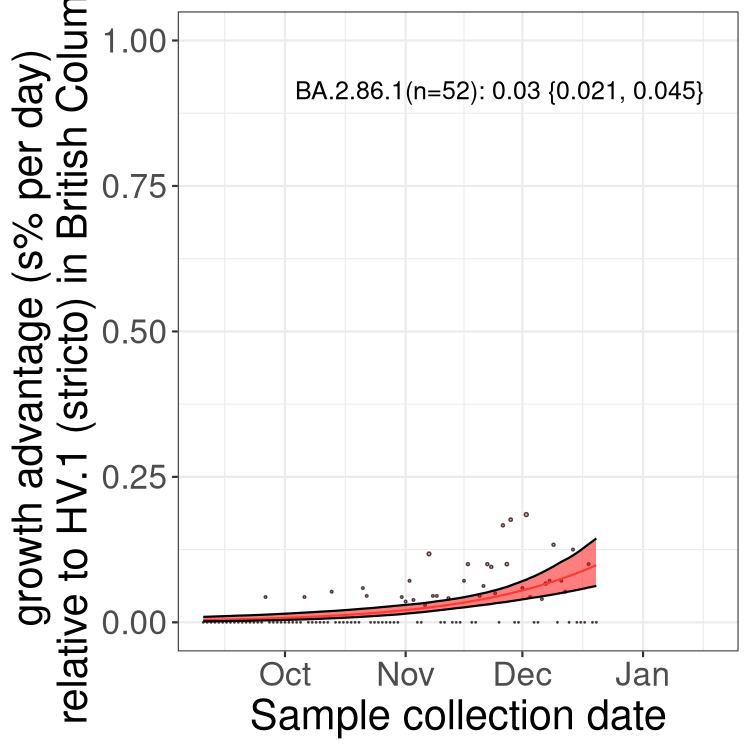 growth advantage (s% per day)
relative to HV.1 (stricto) in British Colum
1.00
0.75
0.50
0.25
0.00
BA.2.86.1(n=52): 0.03 {0.021, 0.045}
Oct Nov Dec Jan
Sample collection date